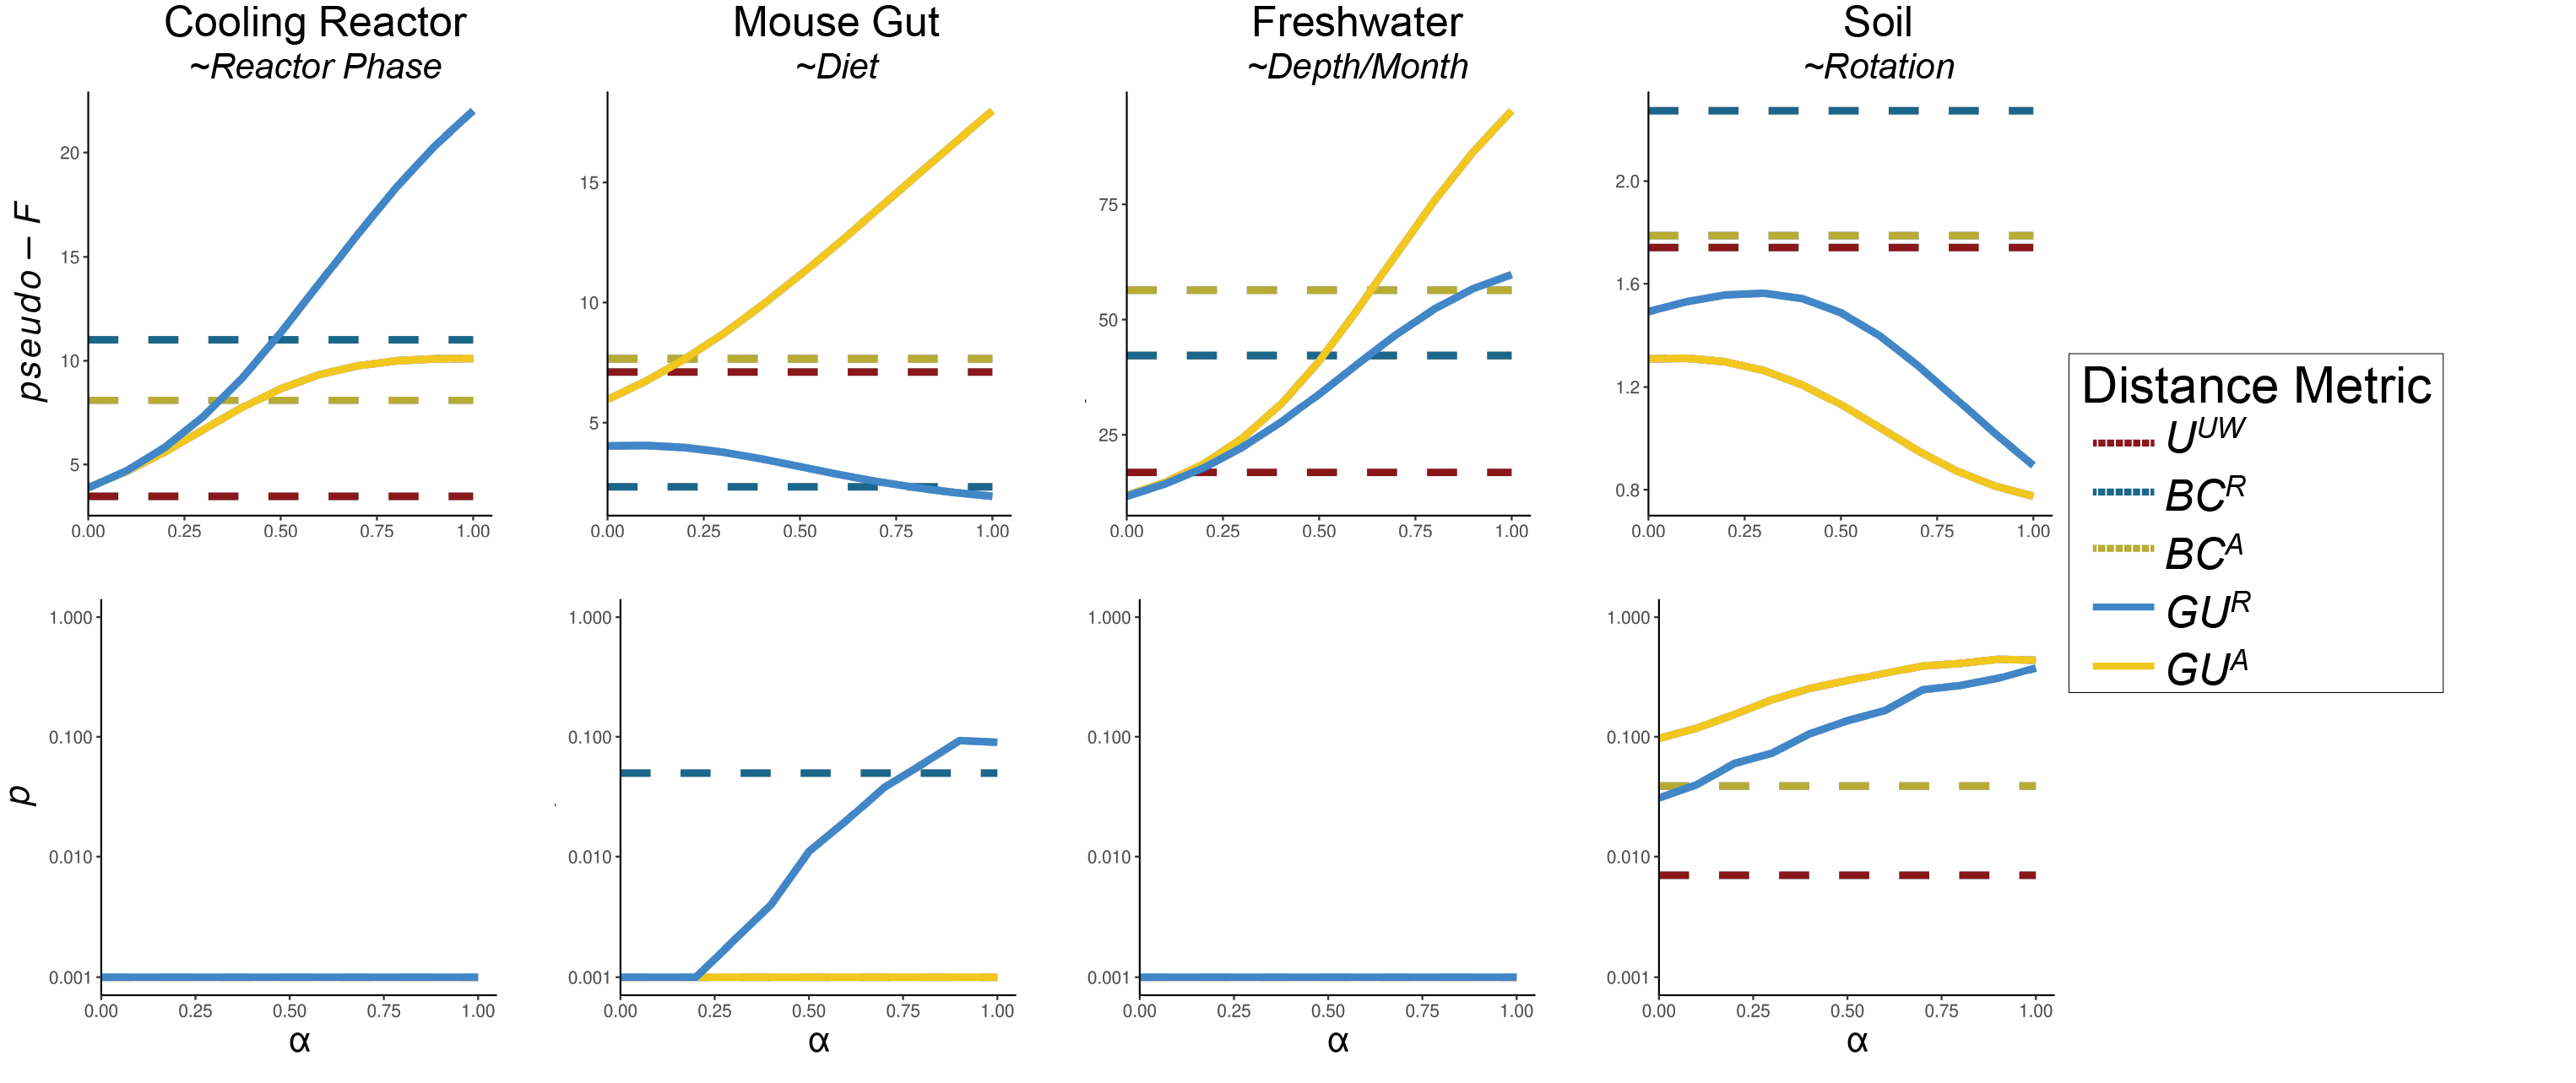 Cooling Reactor
~Reactor Phase
Mouse Gut
~Diet
Freshwater
~Depth/Month
Soil
~Rotation
pseudo – F
20
15
10
5
0.00 0.25 0.50 0.75 1.00
15
10
5
0.00 0.25 0.50 0.75 1.00
75
50
25
0.00 0.25 0.50 0.75 1.00
2.0
1.6
1.2
0.8
0.00 0.25 0.50 0.75 1.00
Distance Metric
U^UW
BC^R
BC^A
GU^R
GU^A
p
1.000
0.100
0.010
0.001
0.00 0.25 0.50 0.75 1.00
α
1.000
0.100
0.010
0.001
0.00 0.25 0.50 0.75 1.00
α
1.000
0.100
0.010
0.001
0.00 0.25 0.50 0.75 1.00
α
1.000
0.100
0.010
0.001
0.00 0.25 0.50 0.75 1.00
α